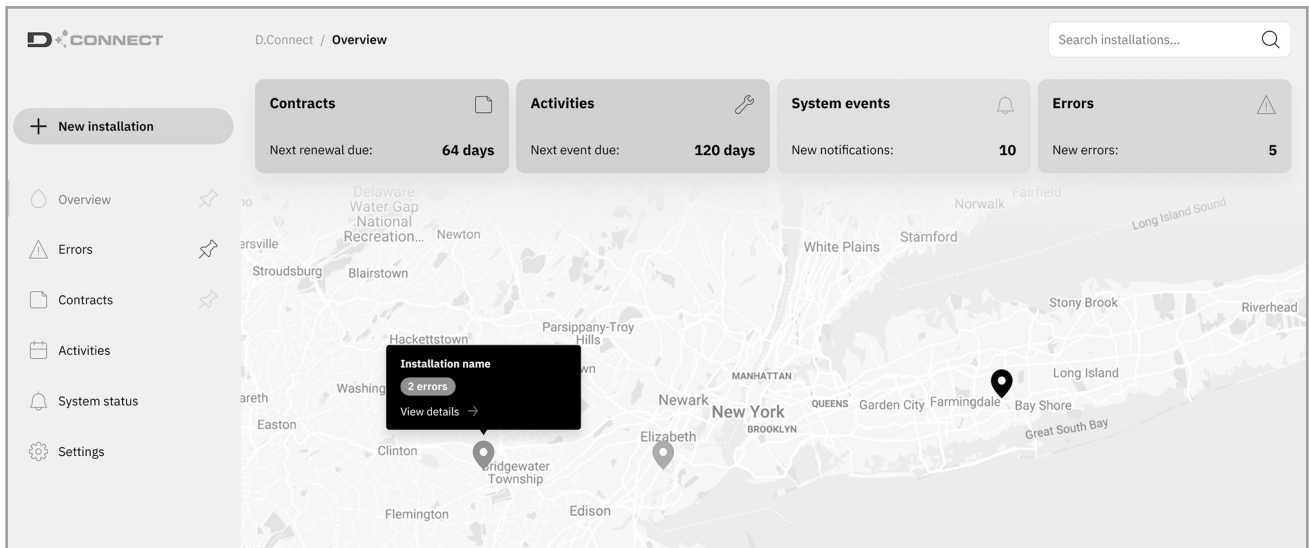 D CONNECT
D.Connect / Overview
Search installations...
New installation
Overview
Errors
Contracts
Activities
System status
Settings
Contracts
Next renewal due: 64 days
Activities
Next event due: 120 days
System events
New notifications: 10
Errors
New errors: 5
Delaware
Water Gap
National
Recreation...
Newton
ersville
Stroudsburg
Blairstown
Fairfield
Norwalk
Long Island Sound
Stamford
White Plains
Stony Brook
Riverhead
Parsippany-Troy
Hills
Hackettstown
Installation name
2 errors
View details
wn
Washing
areth
Easton
MANHATTAN
Newark
New York
QUEENS
Garden City
Farmingdale
Long Island
Bay Shore
BROOKLYN
Great South Bay
Elizabeth
Clinton
Bridgewater
Township
Flemington
Edison